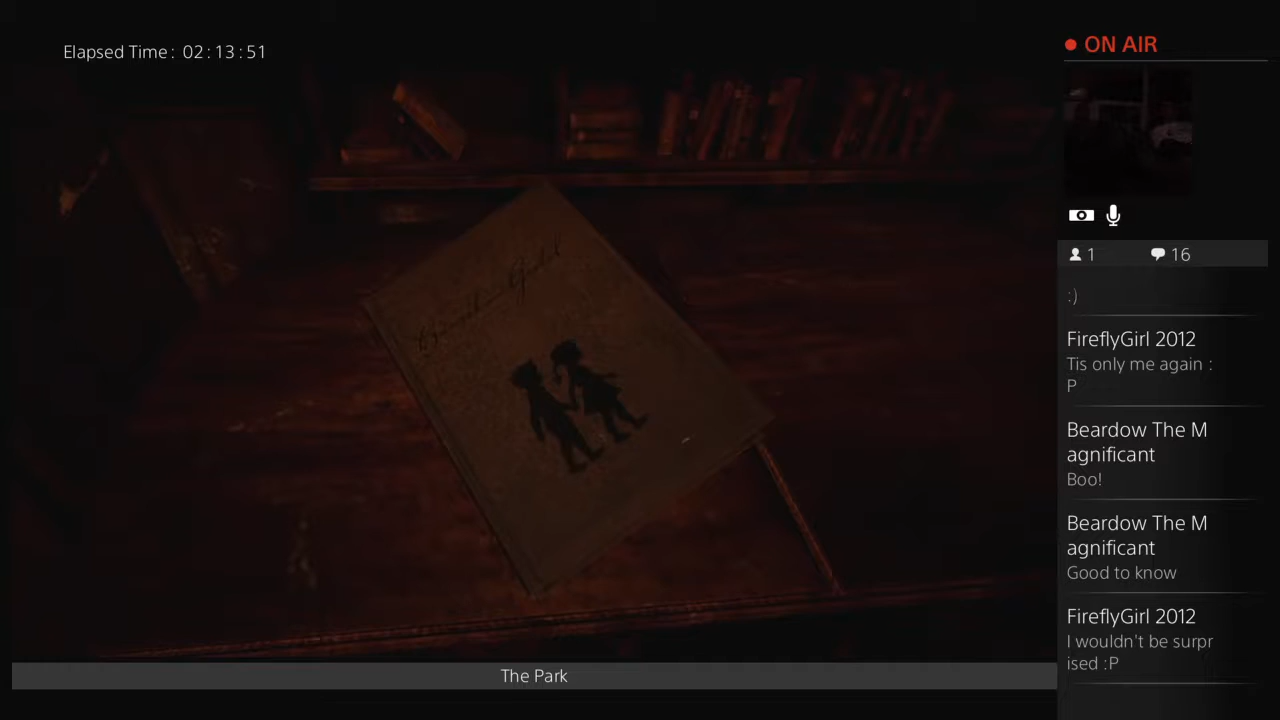 Elapsed Time: 02:13:51
ON AIR
1
16
:)
FireflyGirl 2012
Tis only me again :
P
Beardow The M
agnificant
Boo!
Beardow The M
agnificant
Good to know
FireflyGirl 2012
I wouldn't be surpr
ised :P
The Park